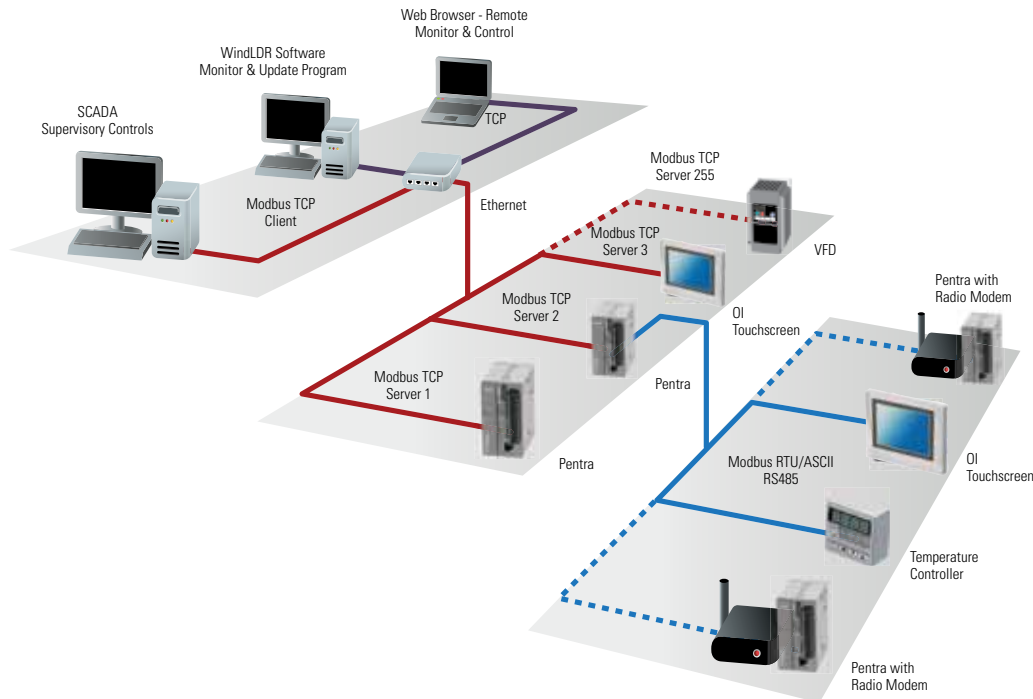 Web Browser - Remote
Monitor & Control
WindLDR Software
Monitor & Update Program
SCADA
Supervisory Controls
TCP
Modbus TCP
Client
Ethernet
Modbus TCP
Server 255
VFD
Modbus TCP
Server 3
OI
Touchscreen
Modbus TCP
Server 2
Pentra
Modbus TCP
Server 1
Pentra
Pentra with
Radio Modem
OI
Touchscreen
Modbus RTU/ASCII
RS485
Temperature
Controller
Pentra with
Radio Modem